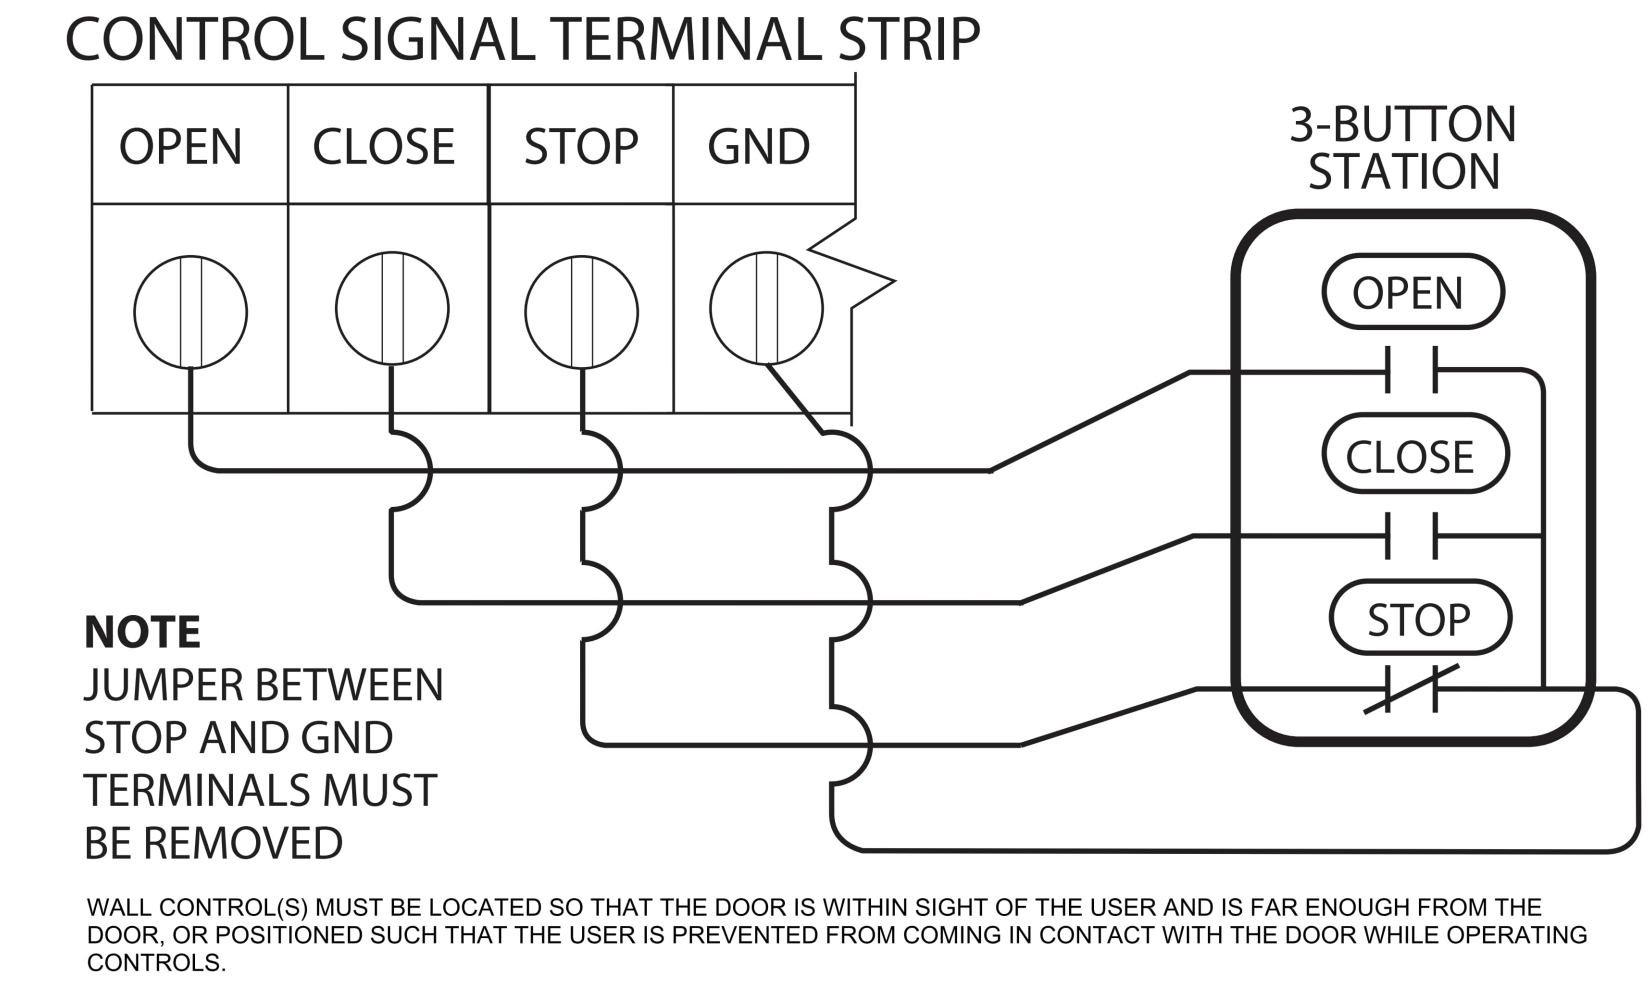 CONTROL SIGNAL TERMINAL STRIP
OPEN CLOSE STOP GND
3-BUTTON
STATION
OPEN
CLOSE
STOP
NOTE
JUMPER BETWEEN
STOP AND GND
TERMINALS MUST
BE REMOVED
WALL CONTROL(S) MUST BE LOCATED SO THAT THE DOOR IS WITHIN SIGHT OF THE USER AND IS FAR ENOUGH FROM THE
DOOR, OR POSITIONED SUCH THAT THE USER IS PREVENTED FROM COMING IN CONTACT WITH THE DOOR WHILE OPERATING
CONTROLS.